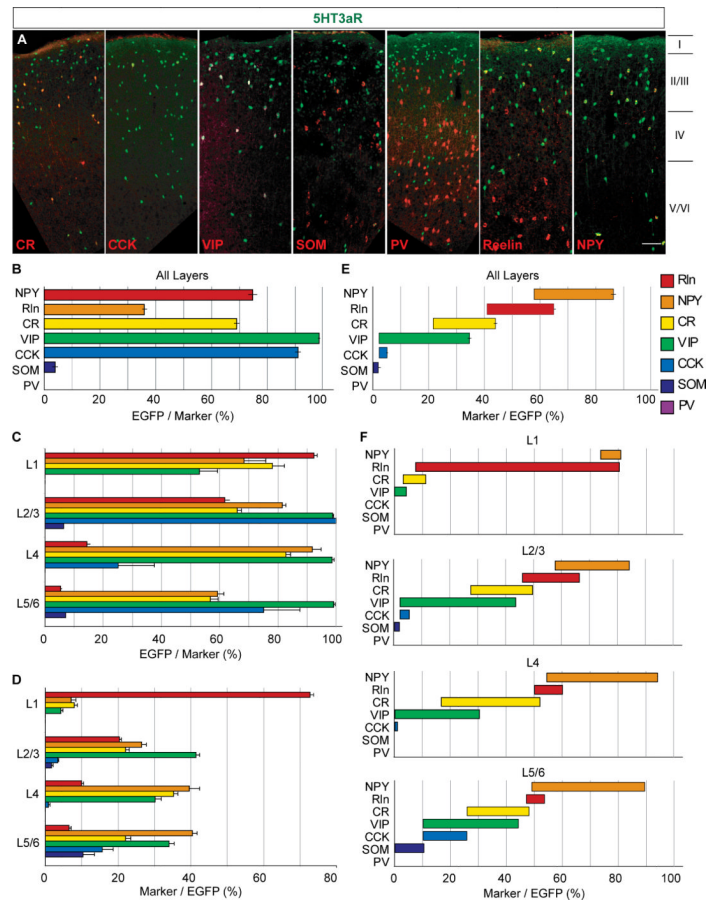 5HT3aR
A
I
II/III
IV
V/VI
CR CCK VIP SOM PV Reelin NPY
B
All Layers
NPY
Rln
CR
VIP
CCK
SOM
PV
0 20 40 60 80 100
EGFP / Marker (%)
E
All Layers
NPY
Rln
CR
VIP
CCK
SOM
PV
0 20 40 60 80 100
Marker / EGFP (%)
Rln
NPY
CR
VIP
CCK
SOM
PV
C
L1
L2/3
L4
L5/6
0 20 40 60 80 100
EGFP / Marker (%)
D
L1
L2/3
L4
L5/6
0 20 40 60 80
Marker / EGFP (%)
F
L1
NPY
Rln
CR
VIP
CCK
SOM
PV
L2/3
NPY
Rln
CR
VIP
CCK
SOM
PV
L4
NPY
Rln
CR
VIP
CCK
SOM
PV
L5/6
NPY
Rln
CR
VIP
CCK
SOM
PV
0 20 40 60 80 100
Marker / EGFP (%)